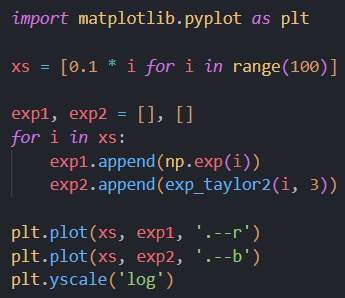 import matplotlib.pyplot as plt
xs = [0.1 * i for i in range(100)]
exp1, exp2 = [], []
for i in xs:
    exp1.append(np.exp(i))
    exp2.append(exp_taylor2(i, 3))
plt.plot(xs, exp1, '.--r')
plt.plot(xs, exp2, '.--b')
plt.yscale('log')